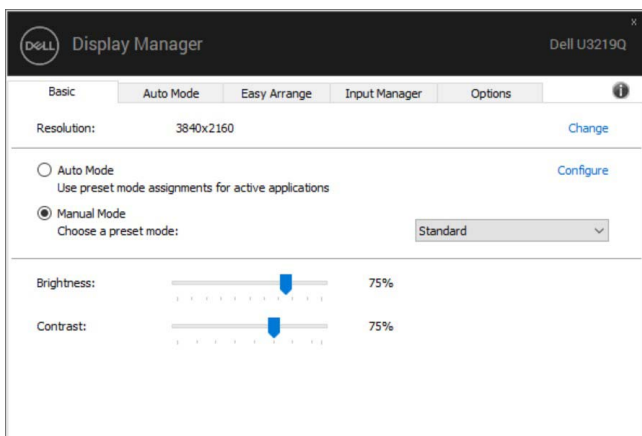 DELL Display Manager Dell U3219Q x
Basic Auto Mode Easy Arrange Input Manager Options i
Resolution: 3840x2160 Change
Auto Mode Configure
Use preset mode assignments for active applications
Manual Mode
Choose a preset mode: Standard
Brightness: 75%
Contrast: 75%